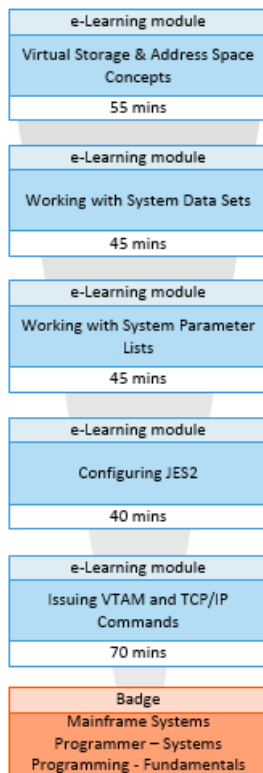 e-Learning module
Virtual Storage & Address Space
Concepts
55 mins
e-Learning module
Working with System Data Sets
45 mins
e-Learning module
Working with System Parameter
Lists
45 mins
e-Learning module
Configuring JES2
40 mins
e-Learning module
Issuing VTAM and TCP/IP
Commands
70 mins
Badge
Mainframe Systems
Programmer – Systems
Programming - Fundamentals